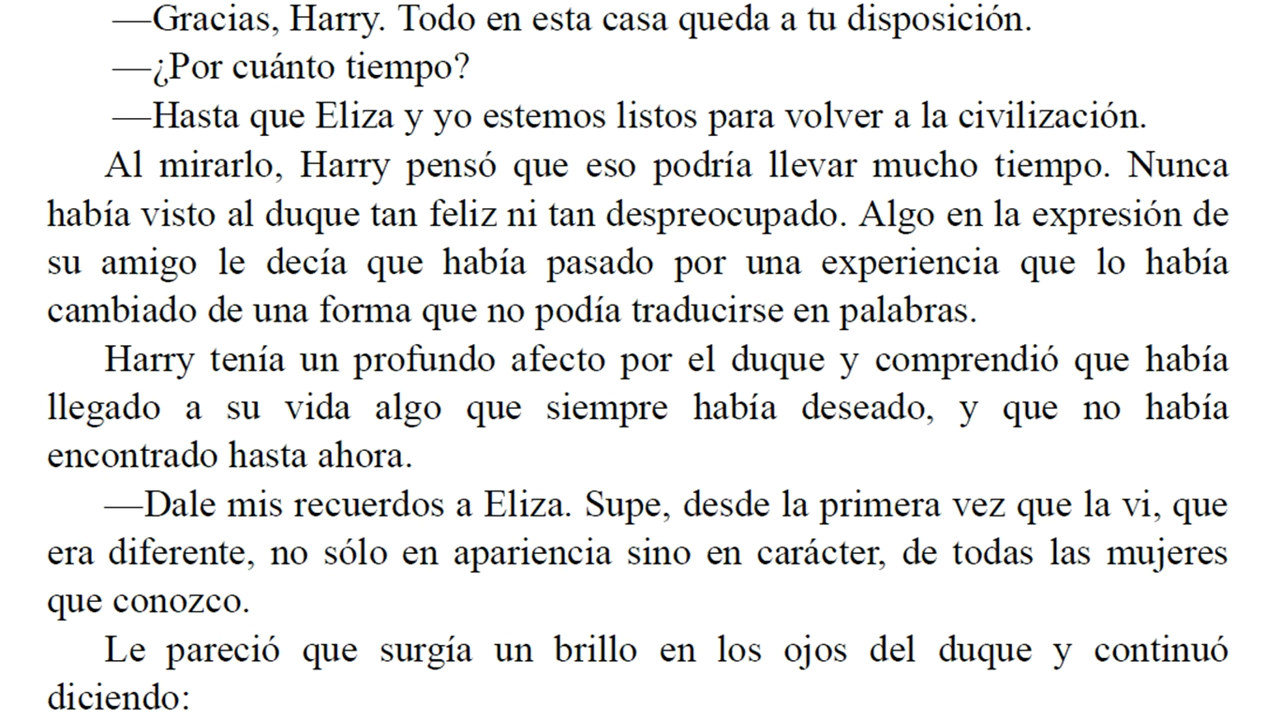 —Gracias, Harry. Todo en esta casa queda a tu disposición.
—¿Por cuánto tiempo?
—Hasta que Eliza y yo estemos listos para volver a la civilización.
Al mirarlo, Harry pensó que eso podría llevar mucho tiempo. Nunca
había visto al duque tan feliz ni tan despreocupado. Algo en la expresión de
su amigo le decía que había pasado por una experiencia que lo había
cambiado de una forma que no podía traducirse en palabras.
Harry tenía un profundo afecto por el duque y comprendió que había
llegado a su vida algo que siempre había deseado, y que no había
encontrado hasta ahora.
—Dale mis recuerdos a Eliza. Supe, desde la primera vez que la vi, que
era diferente, no sólo en apariencia sino en carácter, de todas las mujeres
que conozco.
Le pareció que surgía un brillo en los ojos del duque y continuó
diciendo: